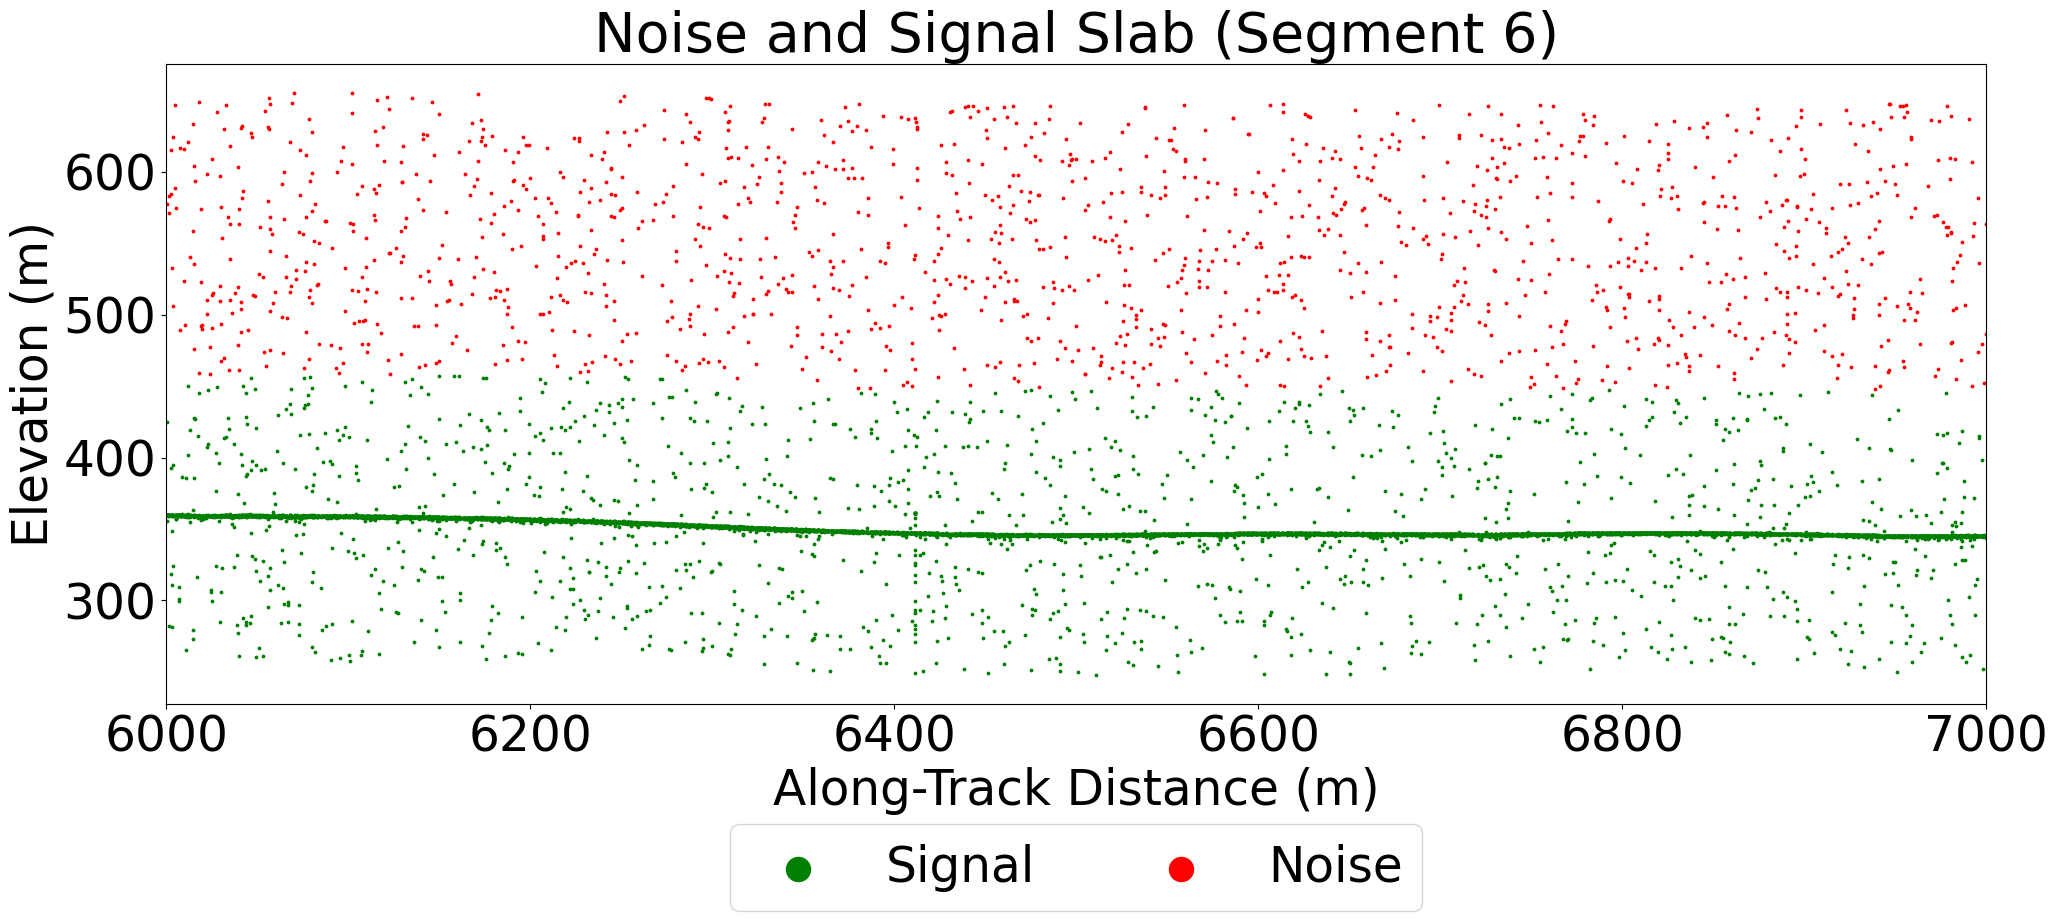 Noise and Signal Slab (Segment 6)
Elevation (m)
600
500
400
300
6000 6200 6400 6600 6800 7000
Along-Track Distance (m)
Signal Noise